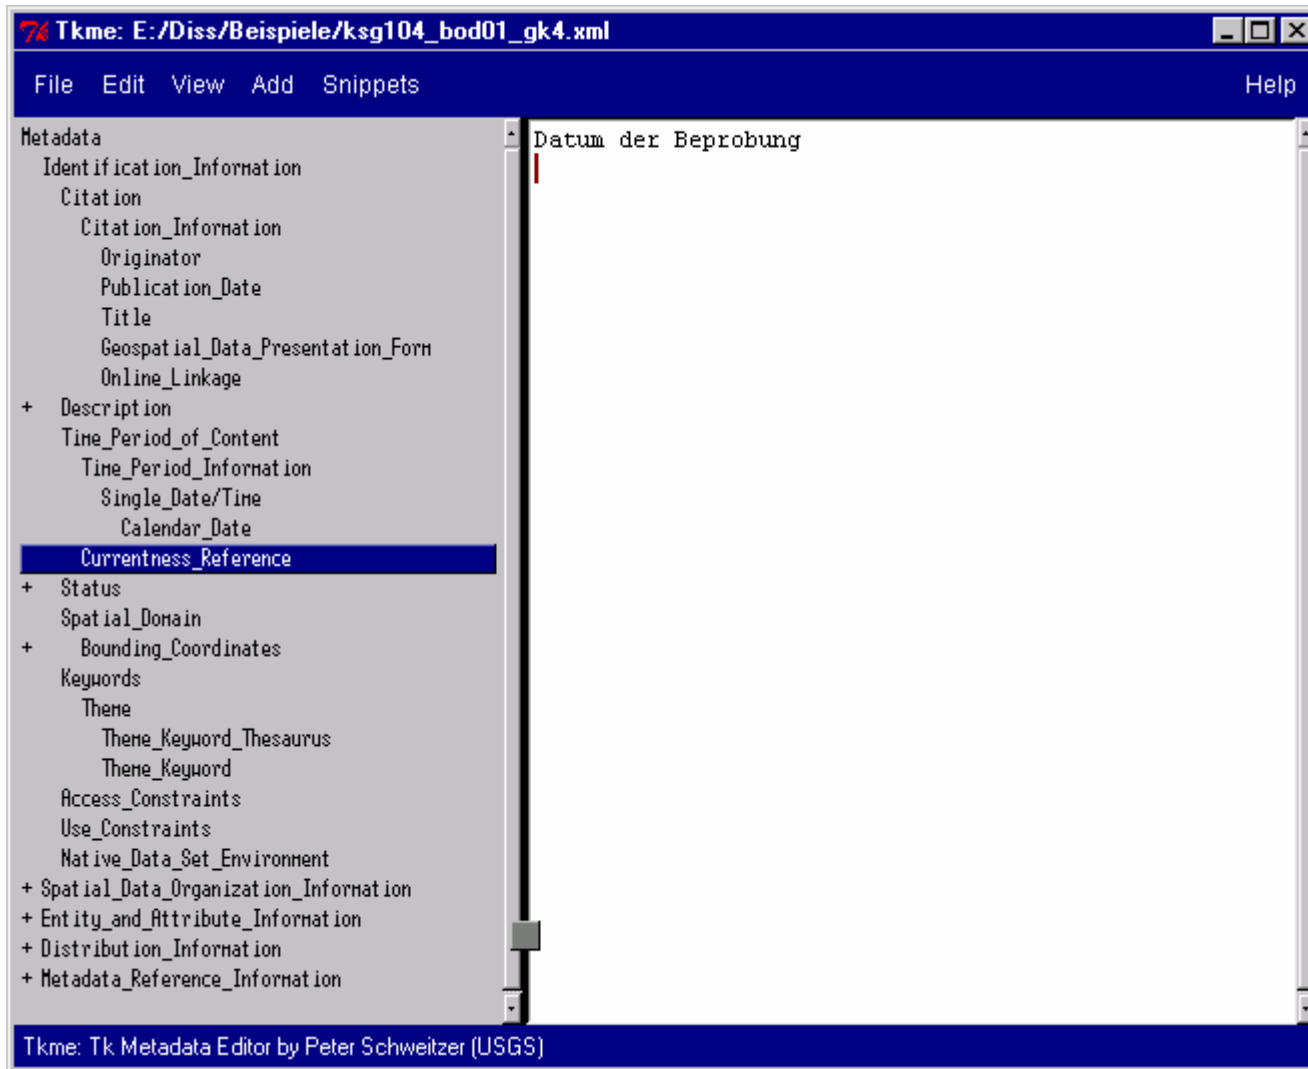 Tkme: E:/Diss/Beispiele/ksg104_bod01_gk4.xml
File Edit View Add Snippets Help
Metadata
Identification_Information
Citation
Citation_Information
Originator
Publication_Date
Title
Geospatial_Data_Presentation_Form
Online_Linkage
+ Description
Time_Period_of_Content
Time_Period_Information
Single_Date/Time
Calendar_Date
Currentness_Reference
+ Status
Spatial_Domain
+ Bounding_Coordinates
Keywords
Theme
Theme_Keyword_Thesaurus
Theme_Keyword
Access_Constraints
Use_Constraints
Native_Data_Set_Environment
+ Spatial_Data_Organization_Information
+ Entity_and_Attribute_Information
+ Distribution_Information
+ Metadata_Reference_Information
Datum der Beprobung
Tkme: Tk Metadata Editor by Peter Schweitzer (USGS)